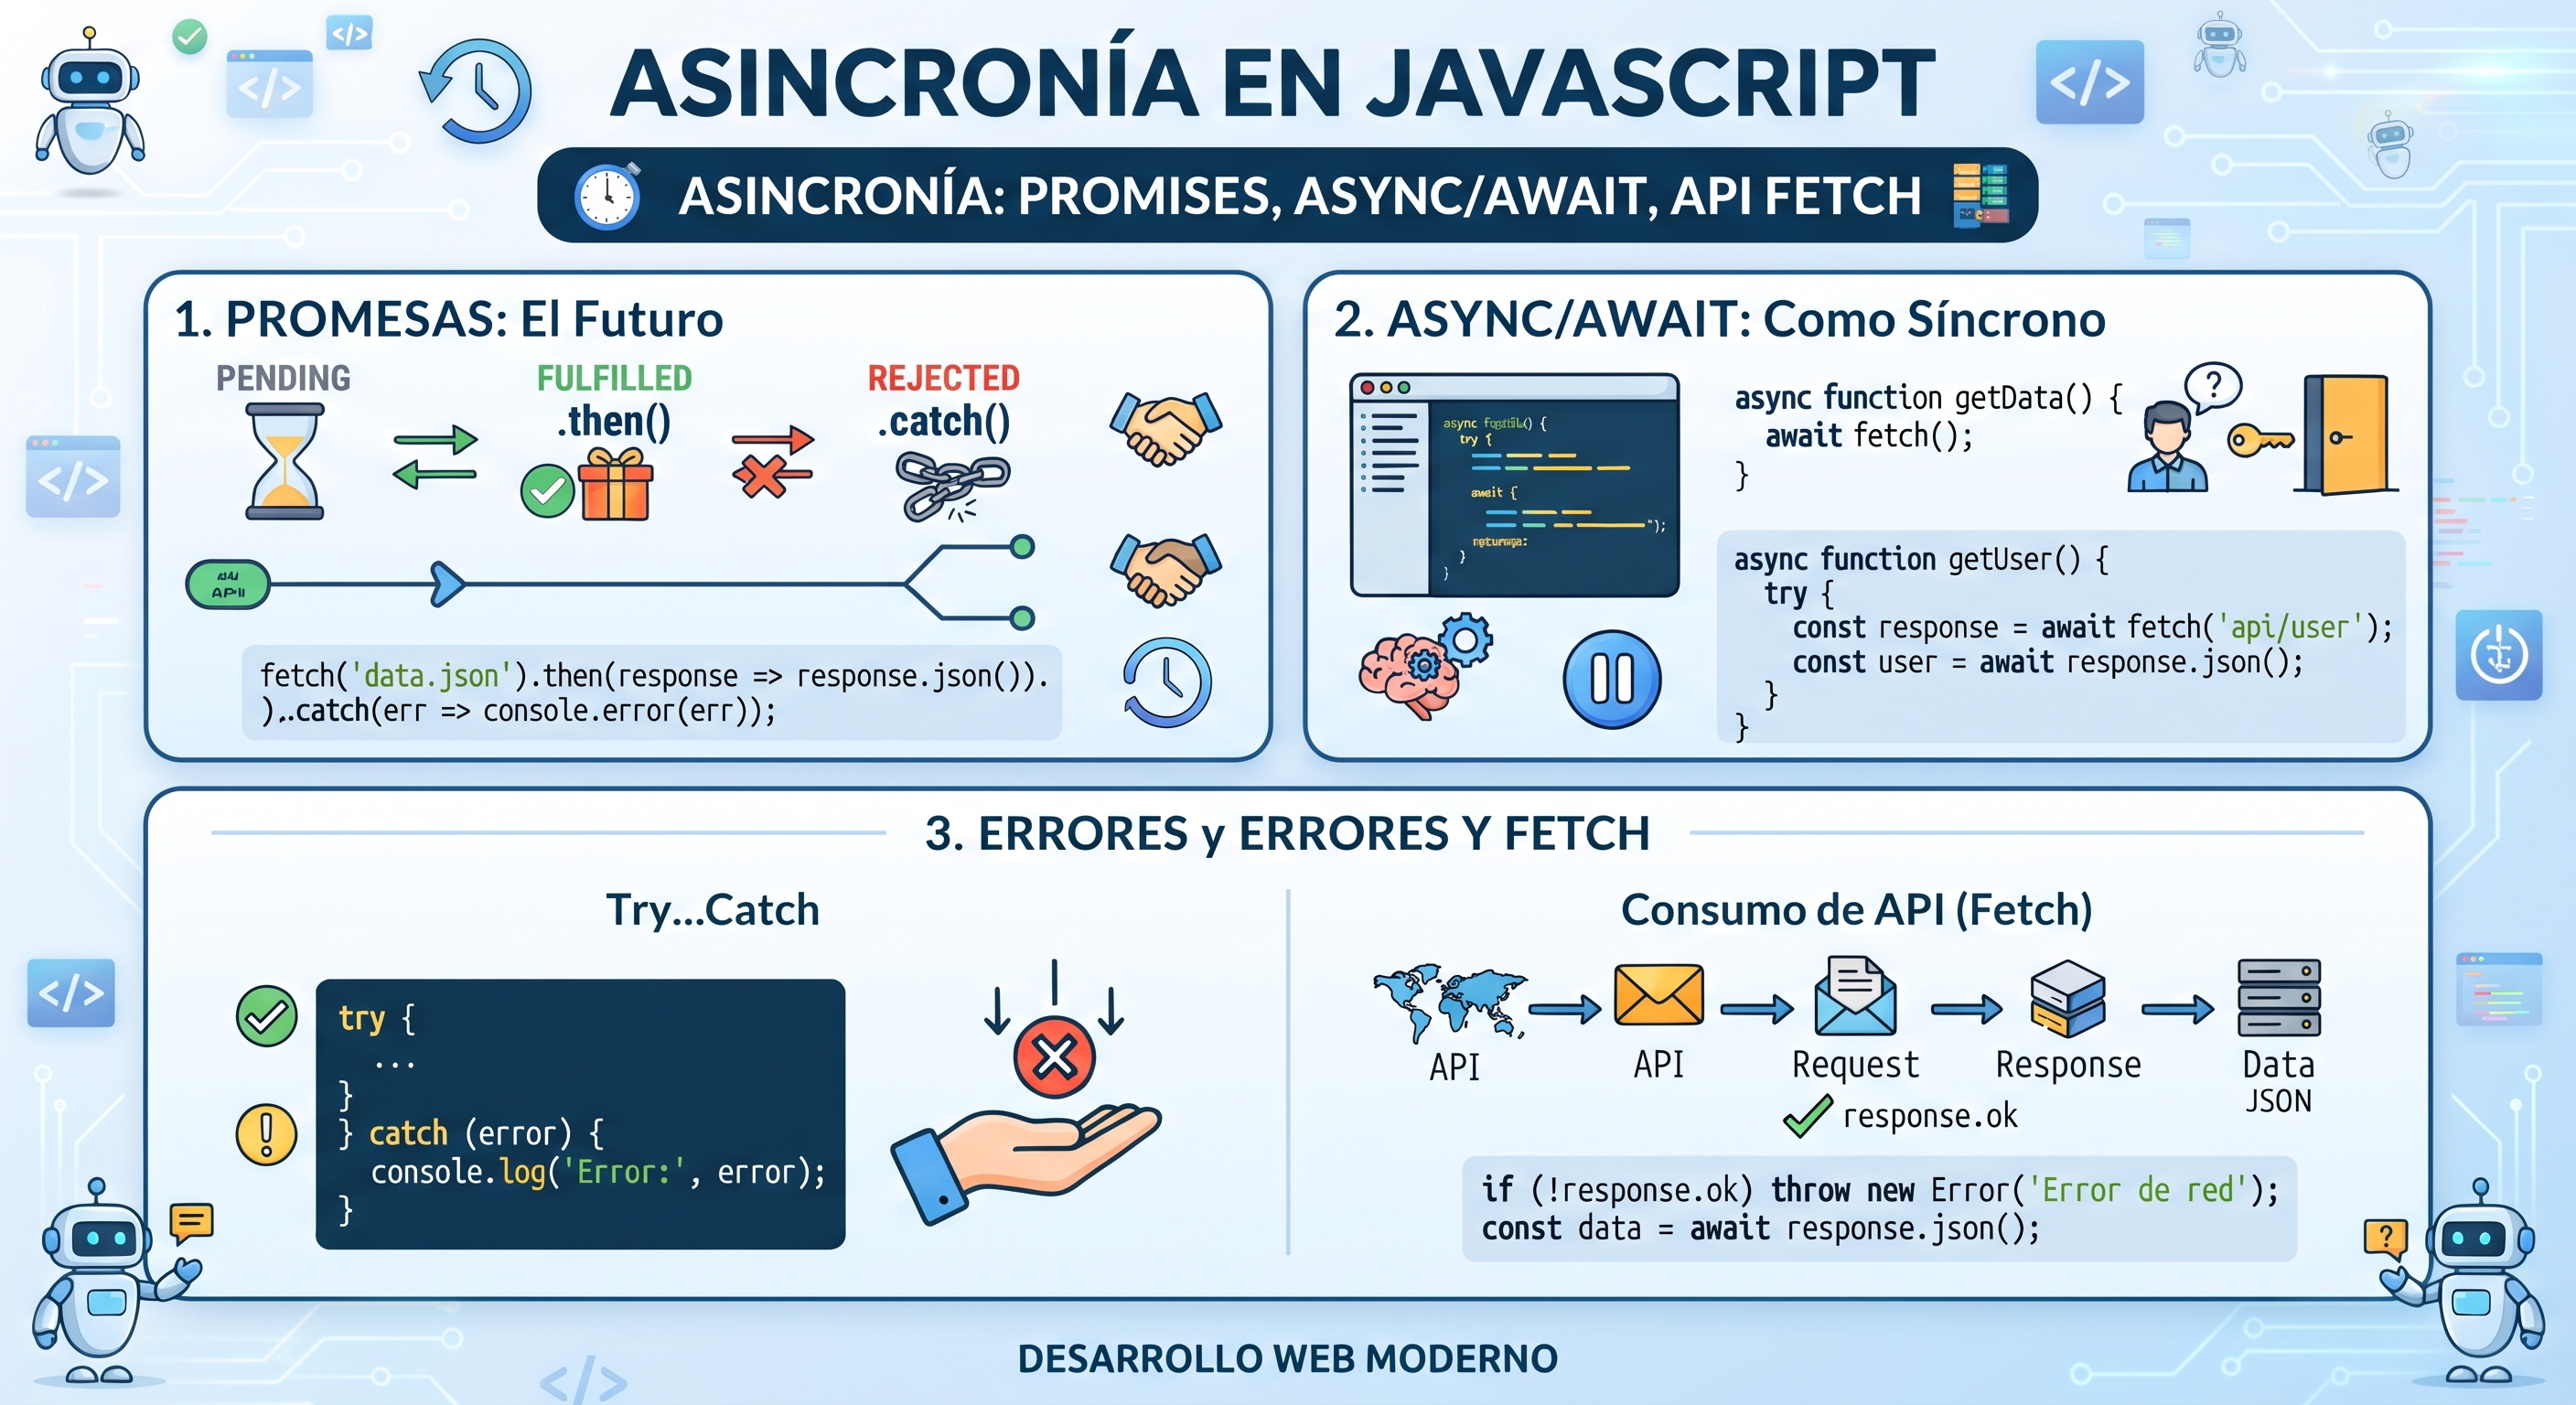 ASINCRONÍA EN JAVASCRIPT
ASINCRONÍA: PROMISES, ASYNC/AWAIT, API FETCH
1. PROMESAS: El Futuro
PENDING
FULFILLED
.then()
REJECTED
.catch()
fetch('data.json').then(response => response.json()).
),.catch(err => console.error(err));
2. ASYNC/AWAIT: Como Síncrono
async
() {
try {
await {
");
}
}
async function getData() {
await fetch();
}
?
async function getUser() {
try {
const response = await fetch('api/user');
const user = await response.json();
}
}
3. ERRORES y ERRORES Y FETCH
Try...Catch
try {
...
}
} catch (error) {
console.log('Error:', error);
}
Consumo de API (Fetch)
API
API
Request
Response
Data
JSON
response.ok
if (!response.ok) throw new Error('Error de red');
const data = await response.json();
?
DESARROLLO WEB MODERNO